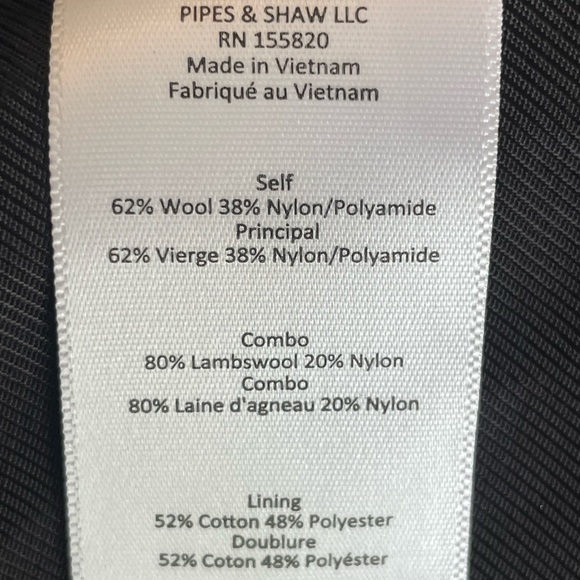 PIPES & SHAW LLC
RN 155820
Made in Vietnam
Fabriqué au Vietnam
Self
62% Wool 38% Nylon/Polyamide
Principal
62% Vierge 38% Nylon/Polyamide
Combo
80% Lambswool 20% Nylon
Combo
80% Laine d'agneau 20% Nylon
Lining
52% Cotton 48% Polyester
Doublure
52% Coton 48% Polyéster